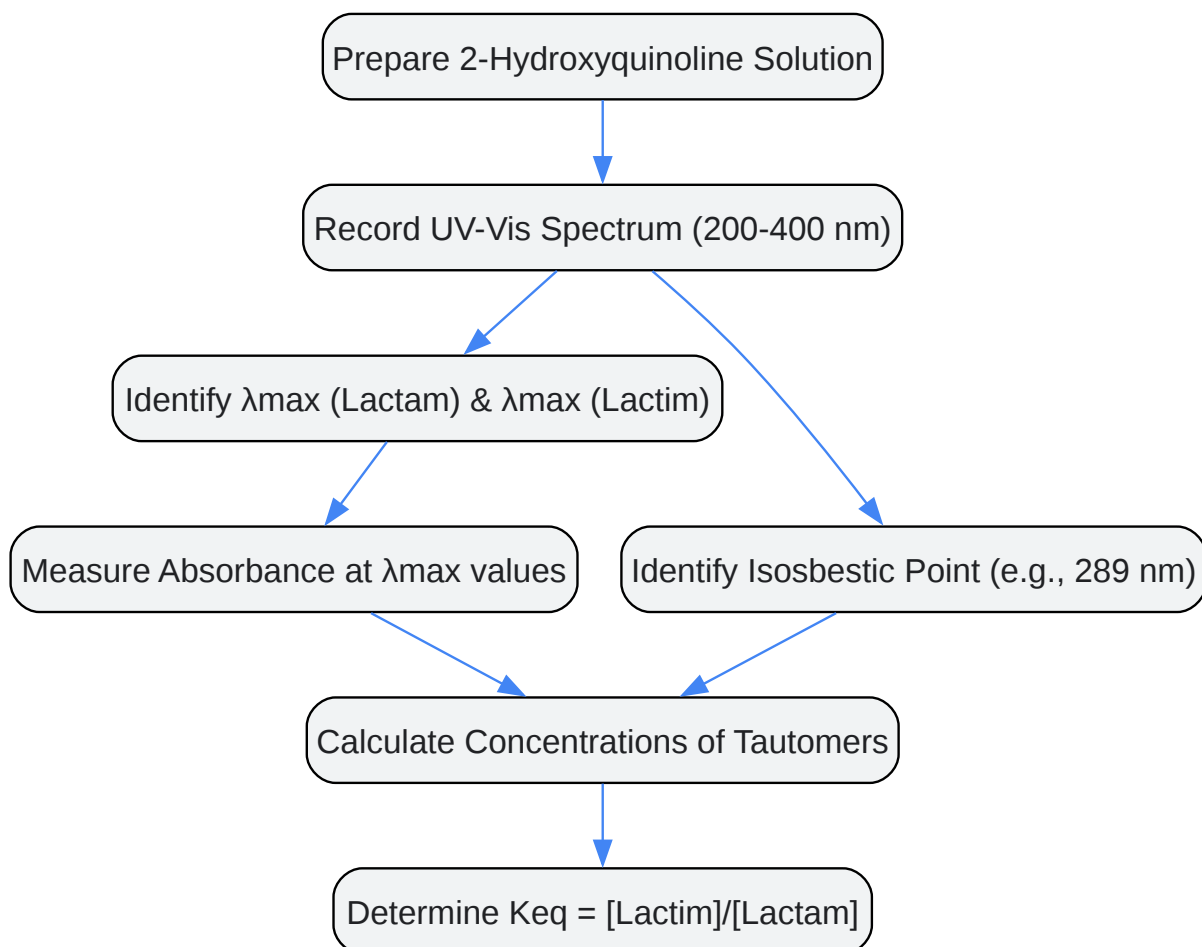 Prepare 2-Hydroxyquinoline Solution
Record UV-Vis Spectrum (200-400 nm)
Identify λmax (Lactam) & λmax (Lactim)
Measure Absorbance at λmax values
Identify Isosbestic Point (e.g., 289 nm)
Calculate Concentrations of Tautomers
Determine Keq = [Lactim]/[Lactam]